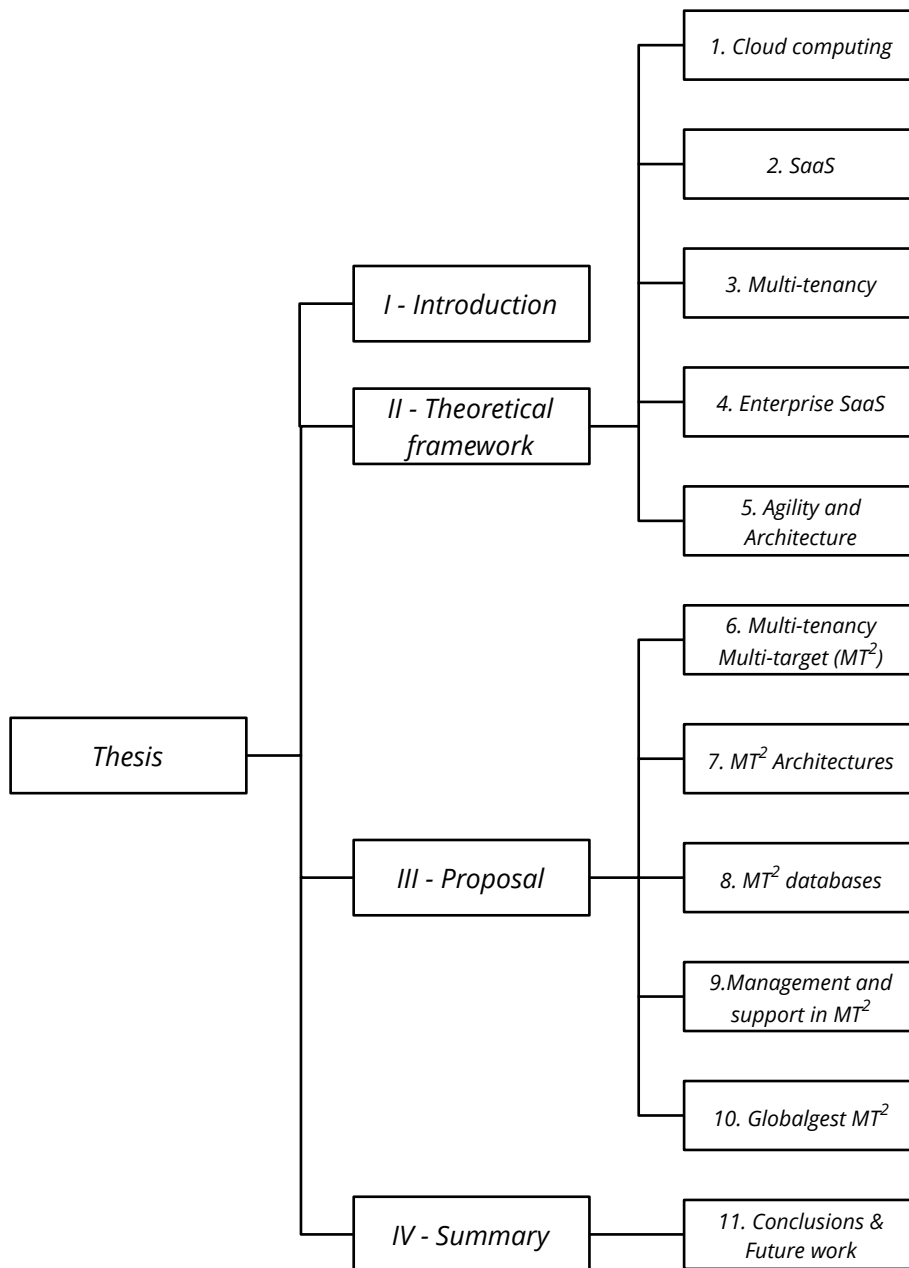 1. Cloud computing
2. SaaS
3. Multi-tenancy
I - Introduction
4. Enterprise SaaS
II - Theoretical
framework
5. Agility and
Architecture
6. Multi-tenancy
Multi-target (MT²)
Thesis
7. MT² Architectures
III - Proposal
8. MT² databases
9.Management and
support in MT²
10. Globalgest MT²
IV - Summary
11. Conclusions &
Future work